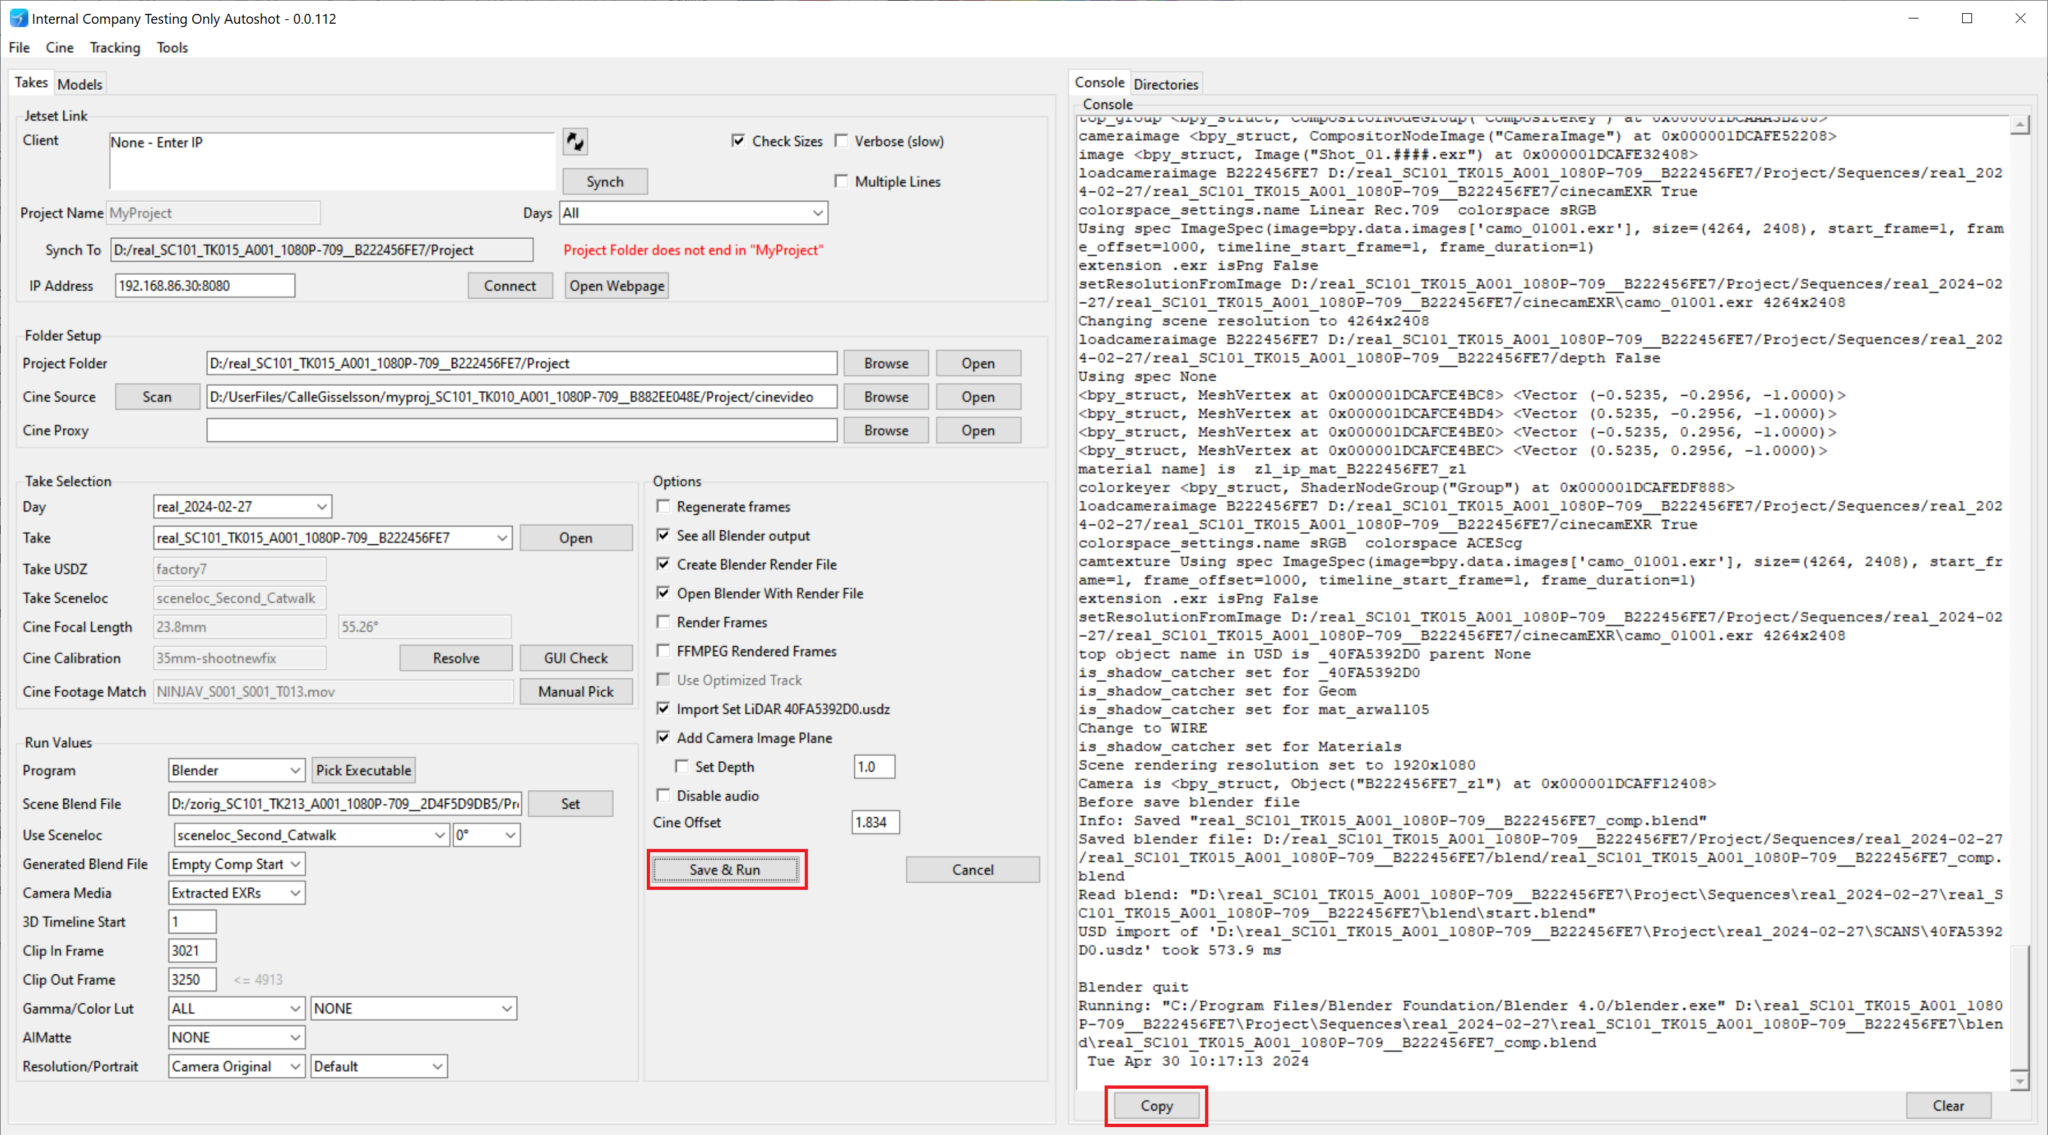 Internal Company Testing Only Autoshot - 0.0.112
File Cine Tracking Tools
Takes Models
Jetset Link
Client None - Enter IP
Check Sizes Verbose (slow)
Synch Multiple Lines
Project Name MyProject Days All
Synch To D:/real_SC101_TK015_A001_1080P-709__B222456FE7/Project Project Folder does not end in "MyProject"
IP Address 192.168.86.30:8080 Connect Open Webpage
Folder Setup
Project Folder D:/real_SC101_TK015_A001_1080P-709__B222456FE7/Project Browse Open
Cine Source Scan D:/UserFiles/CalleGisselsson/myproj_SC101_TK010_A001_1080P-709__B882EE048E/Project/cinevideo Browse Open
Cine Proxy Browse Open
Take Selection
Day real_2024-02-27
Take real_SC101_TK015_A001_1080P-709__B222456FE7 Open
Take USDZ factory7
Take Sceneloc sceneloc_Second_Catwalk
Cine Focal Length 23.8mm 55.26°
Cine Calibration 35mm-shootnewfix Resolve GUI Check
Cine Footage Match NINJAV_S001_S001_T013.mov Manual Pick
Run Values
Program Blender Pick Executable
Scene Blend File D:/zorig_SC101_TK213_A001_1080P-709__2D4F5D9DB5/Pr Set
Use Sceneloc sceneloc_Second_Catwalk 0°
Generated Blend File Empty Comp Start
Camera Media Extracted EXRs
3D Timeline Start 1
Clip In Frame 3021
Clip Out Frame 3250 <= 4913
Gamma/Color Lut ALL NONE
AIMatte NONE
Resolution/Portrait Camera Original Default
Options
Regenerate frames
See all Blender output
Create Blender Render File
Open Blender With Render File
Render Frames
FFMPEG Rendered Frames
Use Optimized Track
Import Set LiDAR 40FA5392D0.usdz
Add Camera Image Plane
Set Depth 1.0
Disable audio
Cine Offset 1.834
Save & Run Cancel
Console Directories
Console
cameraimage <bpy_struct, CompositorNodeImage("CameraImage") at 0x000001DCAFE52208>
image <bpy_struct, Image("Shot_01.####.exr") at 0x000001DCAFE32408>
loadcameraimage B222456FE7 D:/real_SC101_TK015_A001_1080P-709__B222456FE7/Project/Sequences/real_202
4-02-27/real_SC101_TK015_A001_1080P-709__B222456FE7/cinecamEXR True
colorspace_settings.name Linear Rec.709  colorspace sRGB
Using spec ImageSpec(image=bpy.data.images['camo_01001.exr'], size=(4264, 2408), start_frame=1, fram
e_offset=1000, timeline_start_frame=1, frame_duration=1)
extension .exr isPng False
setResolutionFromImage D:/real_SC101_TK015_A001_1080P-709__B222456FE7/Project/Sequences/real_2024-02
-27/real_SC101_TK015_A001_1080P-709__B222456FE7/cinecamEXR\camo_01001.exr 4264x2408
Changing scene resolution to 4264x2408
loadcameraimage B222456FE7 D:/real_SC101_TK015_A001_1080P-709__B222456FE7/Project/Sequences/real_202
4-02-27/real_SC101_TK015_A001_1080P-709__B222456FE7/depth False
Using spec None
<bpy_struct, MeshVertex at 0x000001DCAFCE4BC8> <Vector (-0.5235, -0.2956, -1.0000)>
<bpy_struct, MeshVertex at 0x000001DCAFCE4BD4> <Vector (0.5235, -0.2956, -1.0000)>
<bpy_struct, MeshVertex at 0x000001DCAFCE4BE0> <Vector (-0.5235, 0.2956, -1.0000)>
<bpy_struct, MeshVertex at 0x000001DCAFCE4BEC> <Vector (0.5235, 0.2956, -1.0000)>
material name] is  zl_ip_mat_B222456FE7_zl
colorkeyer <bpy_struct, ShaderNodeGroup("Group") at 0x000001DCAFEDF888>
loadcameraimage B222456FE7 D:/real_SC101_TK015_A001_1080P-709__B222456FE7/Project/Sequences/real_202
4-02-27/real_SC101_TK015_A001_1080P-709__B222456FE7/cinecamEXR True
colorspace_settings.name sRGB  colorspace ACEScg
camtexture Using spec ImageSpec(image=bpy.data.images['camo_01001.exr'], size=(4264, 2408), start_fr
ame=1, frame_offset=1000, timeline_start_frame=1, frame_duration=1)
extension .exr isPng False
setResolutionFromImage D:/real_SC101_TK015_A001_1080P-709__B222456FE7/Project/Sequences/real_2024-02
-27/real_SC101_TK015_A001_1080P-709__B222456FE7/cinecamEXR\camo_01001.exr 4264x2408
top object name in USD is _40FA5392D0 parent None
is_shadow_catcher set for _40FA5392D0
is_shadow_catcher set for Geom
is_shadow_catcher set for mat_arwall05
Change to WIRE
is_shadow_catcher set for Materials
Scene rendering resolution set to 1920x1080
Camera is <bpy_struct, Object("B222456FE7_zl") at 0x000001DCAFF12408>
Before save blender file
Info: Saved "real_SC101_TK015_A001_1080P-709__B222456FE7_comp.blend"
Saved blender file: D:/real_SC101_TK015_A001_1080P-709__B222456FE7/Project/Sequences/real_2024-02-27
/real_SC101_TK015_A001_1080P-709__B222456FE7/blend/real_SC101_TK015_A001_1080P-709__B222456FE7_comp.
blend
Read blend: "D:\real_SC101_TK015_A001_1080P-709__B222456FE7\Project\Sequences\real_2024-02-27\real_S
C101_TK015_A001_1080P-709__B222456FE7\blend\start.blend"
USD import of 'D:\real_SC101_TK015_A001_1080P-709__B222456FE7\Project\real_2024-02-27\SCANS\40FA5392
D0.usdz' took 573.9 ms
Blender quit
Running: "C:/Program Files/Blender Foundation/Blender 4.0/blender.exe" D:\real_SC101_TK015_A001_1080
P-709__B222456FE7\Project\Sequences\real_2024-02-27\real_SC101_TK015_A001_1080P-709__B222456FE7\blen
d\real_SC101_TK015_A001_1080P-709__B222456FE7_comp.blend
Tue Apr 30 10:17:13 2024
Copy Clear